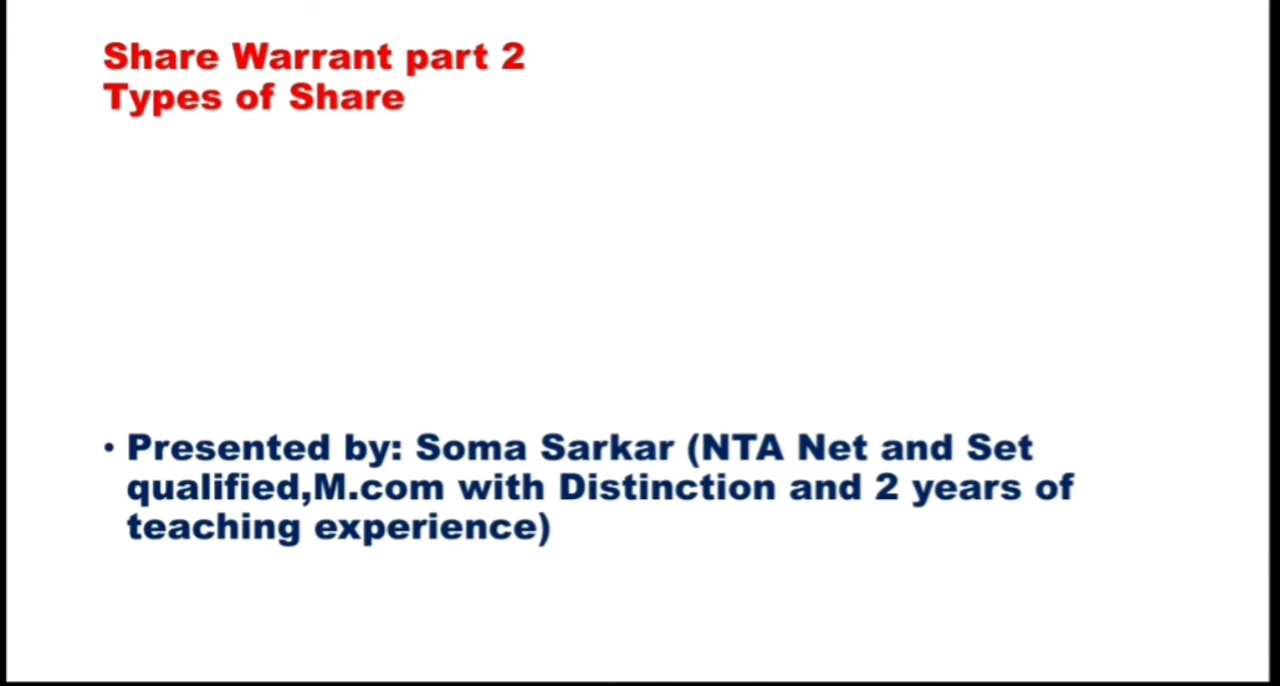 Share Warrant part 2
Types of Share
• Presented by: Soma Sarkar (NTA Net and Set
qualified,M.com with Distinction and 2 years of
teaching experience)